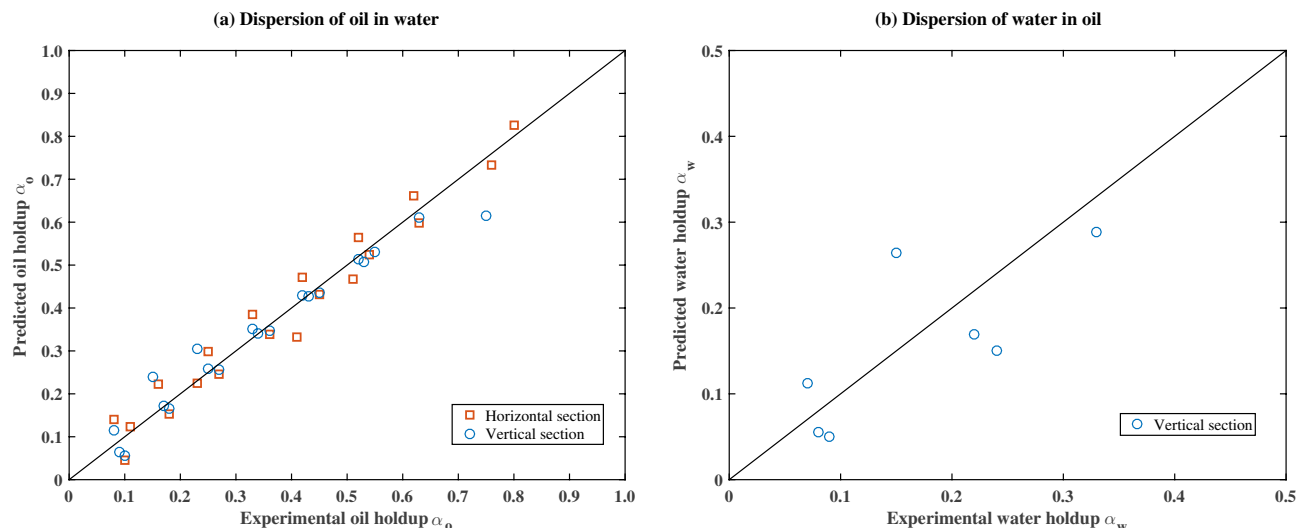 (a) Dispersion of oil in water
1.0
0.9
0.8
0.7
0.6
0.5
0.4
0.3
0.2
0.1
0
Predicted oil holdup α_o
Horizontal section
Vertical section
0 0.1 0.2 0.3 0.4 0.5 0.6 0.7 0.8 0.9 1.0
Experimental oil holdup α_o
(b) Dispersion of water in oil
0.5
0.4
0.3
0.2
0.1
0
Predicted water holdup α_w
Vertical section
0 0.1 0.2 0.3 0.4 0.5
Experimental water holdup α_w